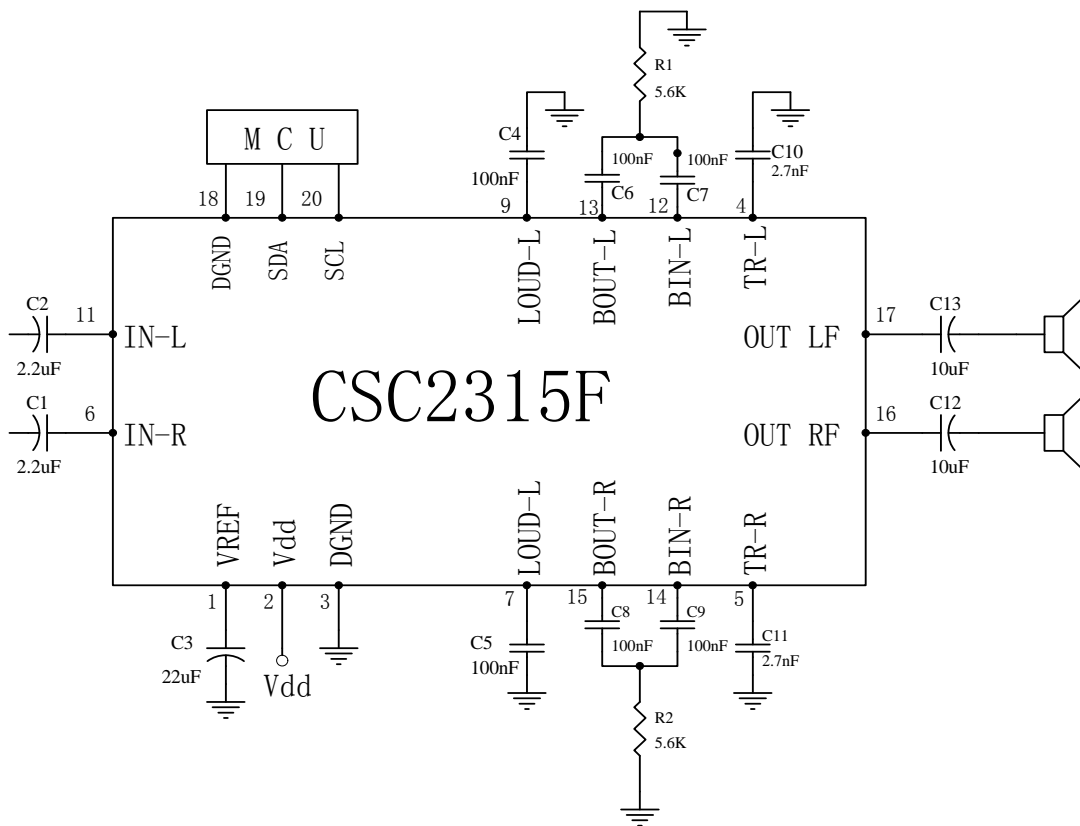 R1
5.6K
M C U
C4
100nF
100nF
C6
100nF
C7
C10
2.7nF
18
19
20
9
13
12
4
DGND
SDA
SCL
LOUD-L
BOUT-L
BIN-L
TR-L
C2
2.2uF
11
IN-L
OUT LF
17
C13
10uF
CSC2315F
C1
2.2uF
6
IN-R
OUT RF
16
C12
10uF
VREF
Vdd
DGND
LOUD-L
BOUT-R
BIN-R
TR-R
1
2
3
7
15
14
5
C3
22uF
Vdd
C5
100nF
C8
100nF
C9
100nF
C11
2.7nF
R2
5.6K